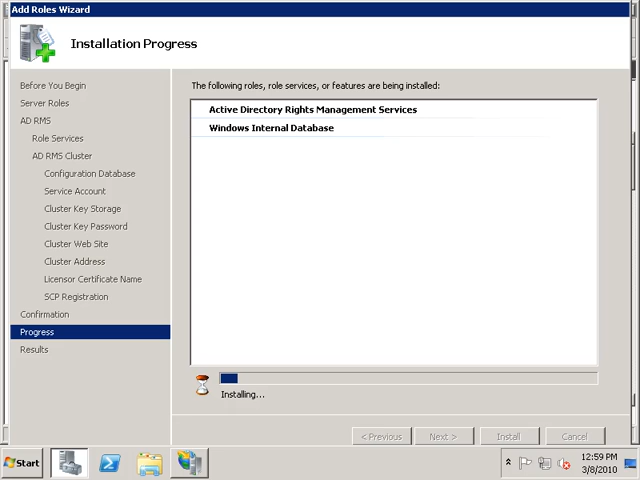 Add Roles Wizard
Installation Progress
Before You Begin
Server Roles
AD RMS
Role Services
AD RMS Cluster
Configuration Database
Service Account
Cluster Key Storage
Cluster Key Password
Cluster Web Site
Cluster Address
Licensor Certificate Name
SCP Registration
Confirmation
Progress
Results
The following roles, role services, or features are being installed:
Active Directory Rights Management Services
Windows Internal Database
Installing...
< Previous
Next >
Install
Cancel
Start
12:59 PM
3/8/2010